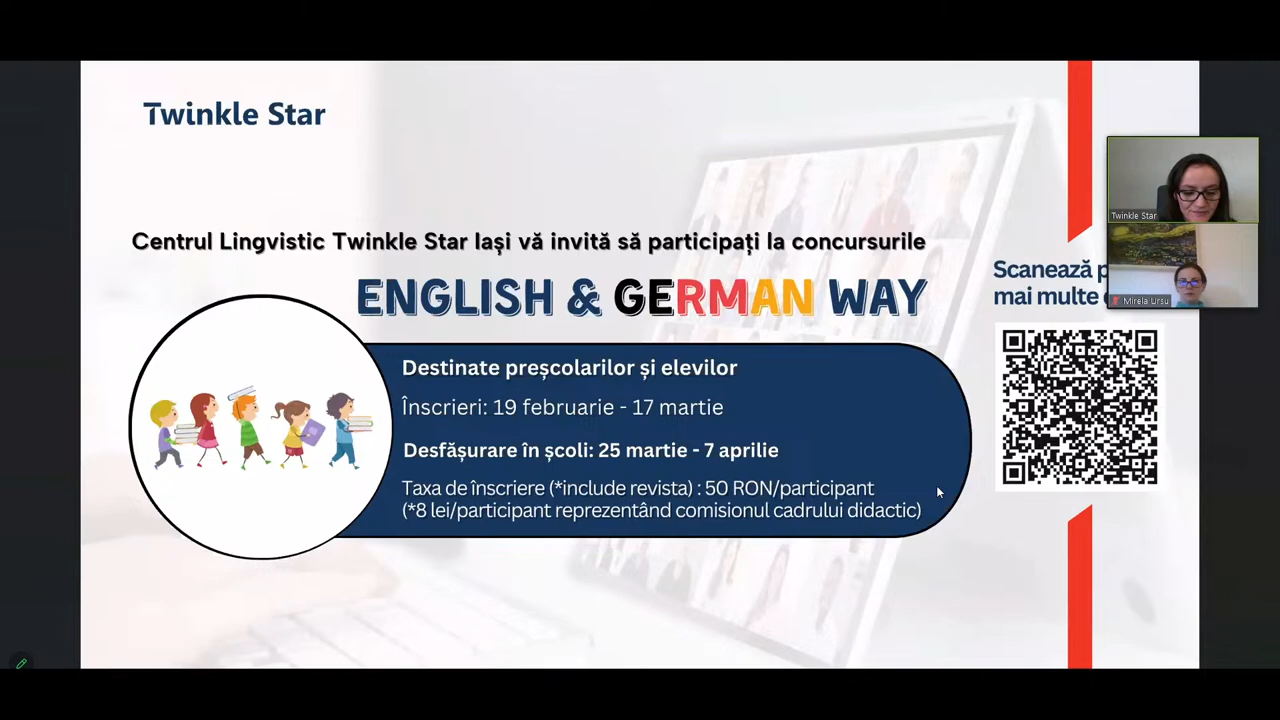 Twinkle Star
Centrul Lingvistic Twinkle Star Iași vă invită să participați la concursurile
ENGLISH & GERMAN WAY
Destinate preșcolarilor și elevilor
Înscrieri: 19 februarie - 17 martie
Desfășurare în școli: 25 martie - 7 aprilie
Taxa de înscriere (*include revista) : 50 RON/participant
(*8 lei/participant reprezentând comisionul cadrului didactic)
Scanează
mai multe
Twinkle Star
Mirela Ursu